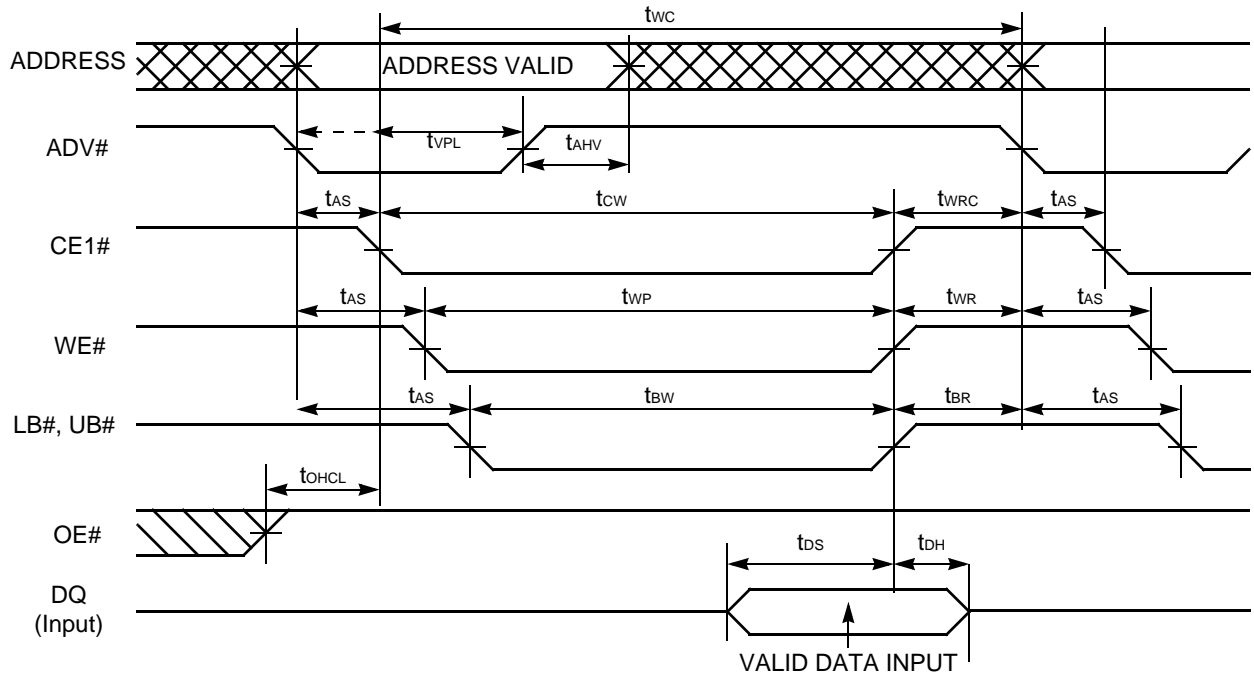 tWC
ADDRESS
ADDRESS VALID
ADV#
tVPL
tAHV
tAS
tCW
tWRC
tAS
CE1#
tAS
tWP
tWR
tAS
WE#
tAS
tBW
tBR
tAS
LB#, UB#
tOHCL
OE#
tDS
tDH
DQ
(Input)
VALID DATA INPUT